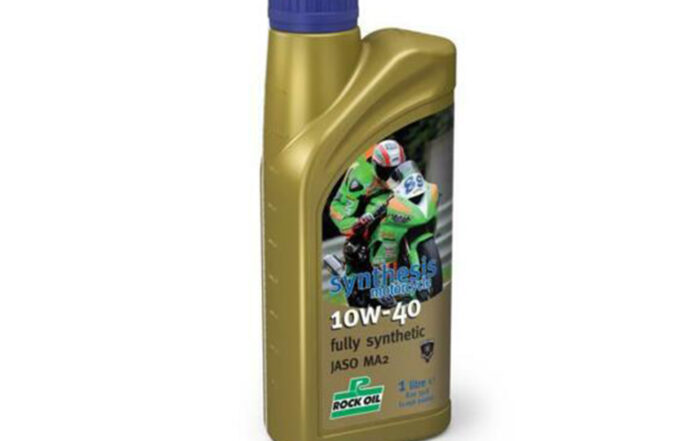 synthesis
motorcycle
10W-40
fully synthetic
JASO MA2
ROCK OIL
1 litre e